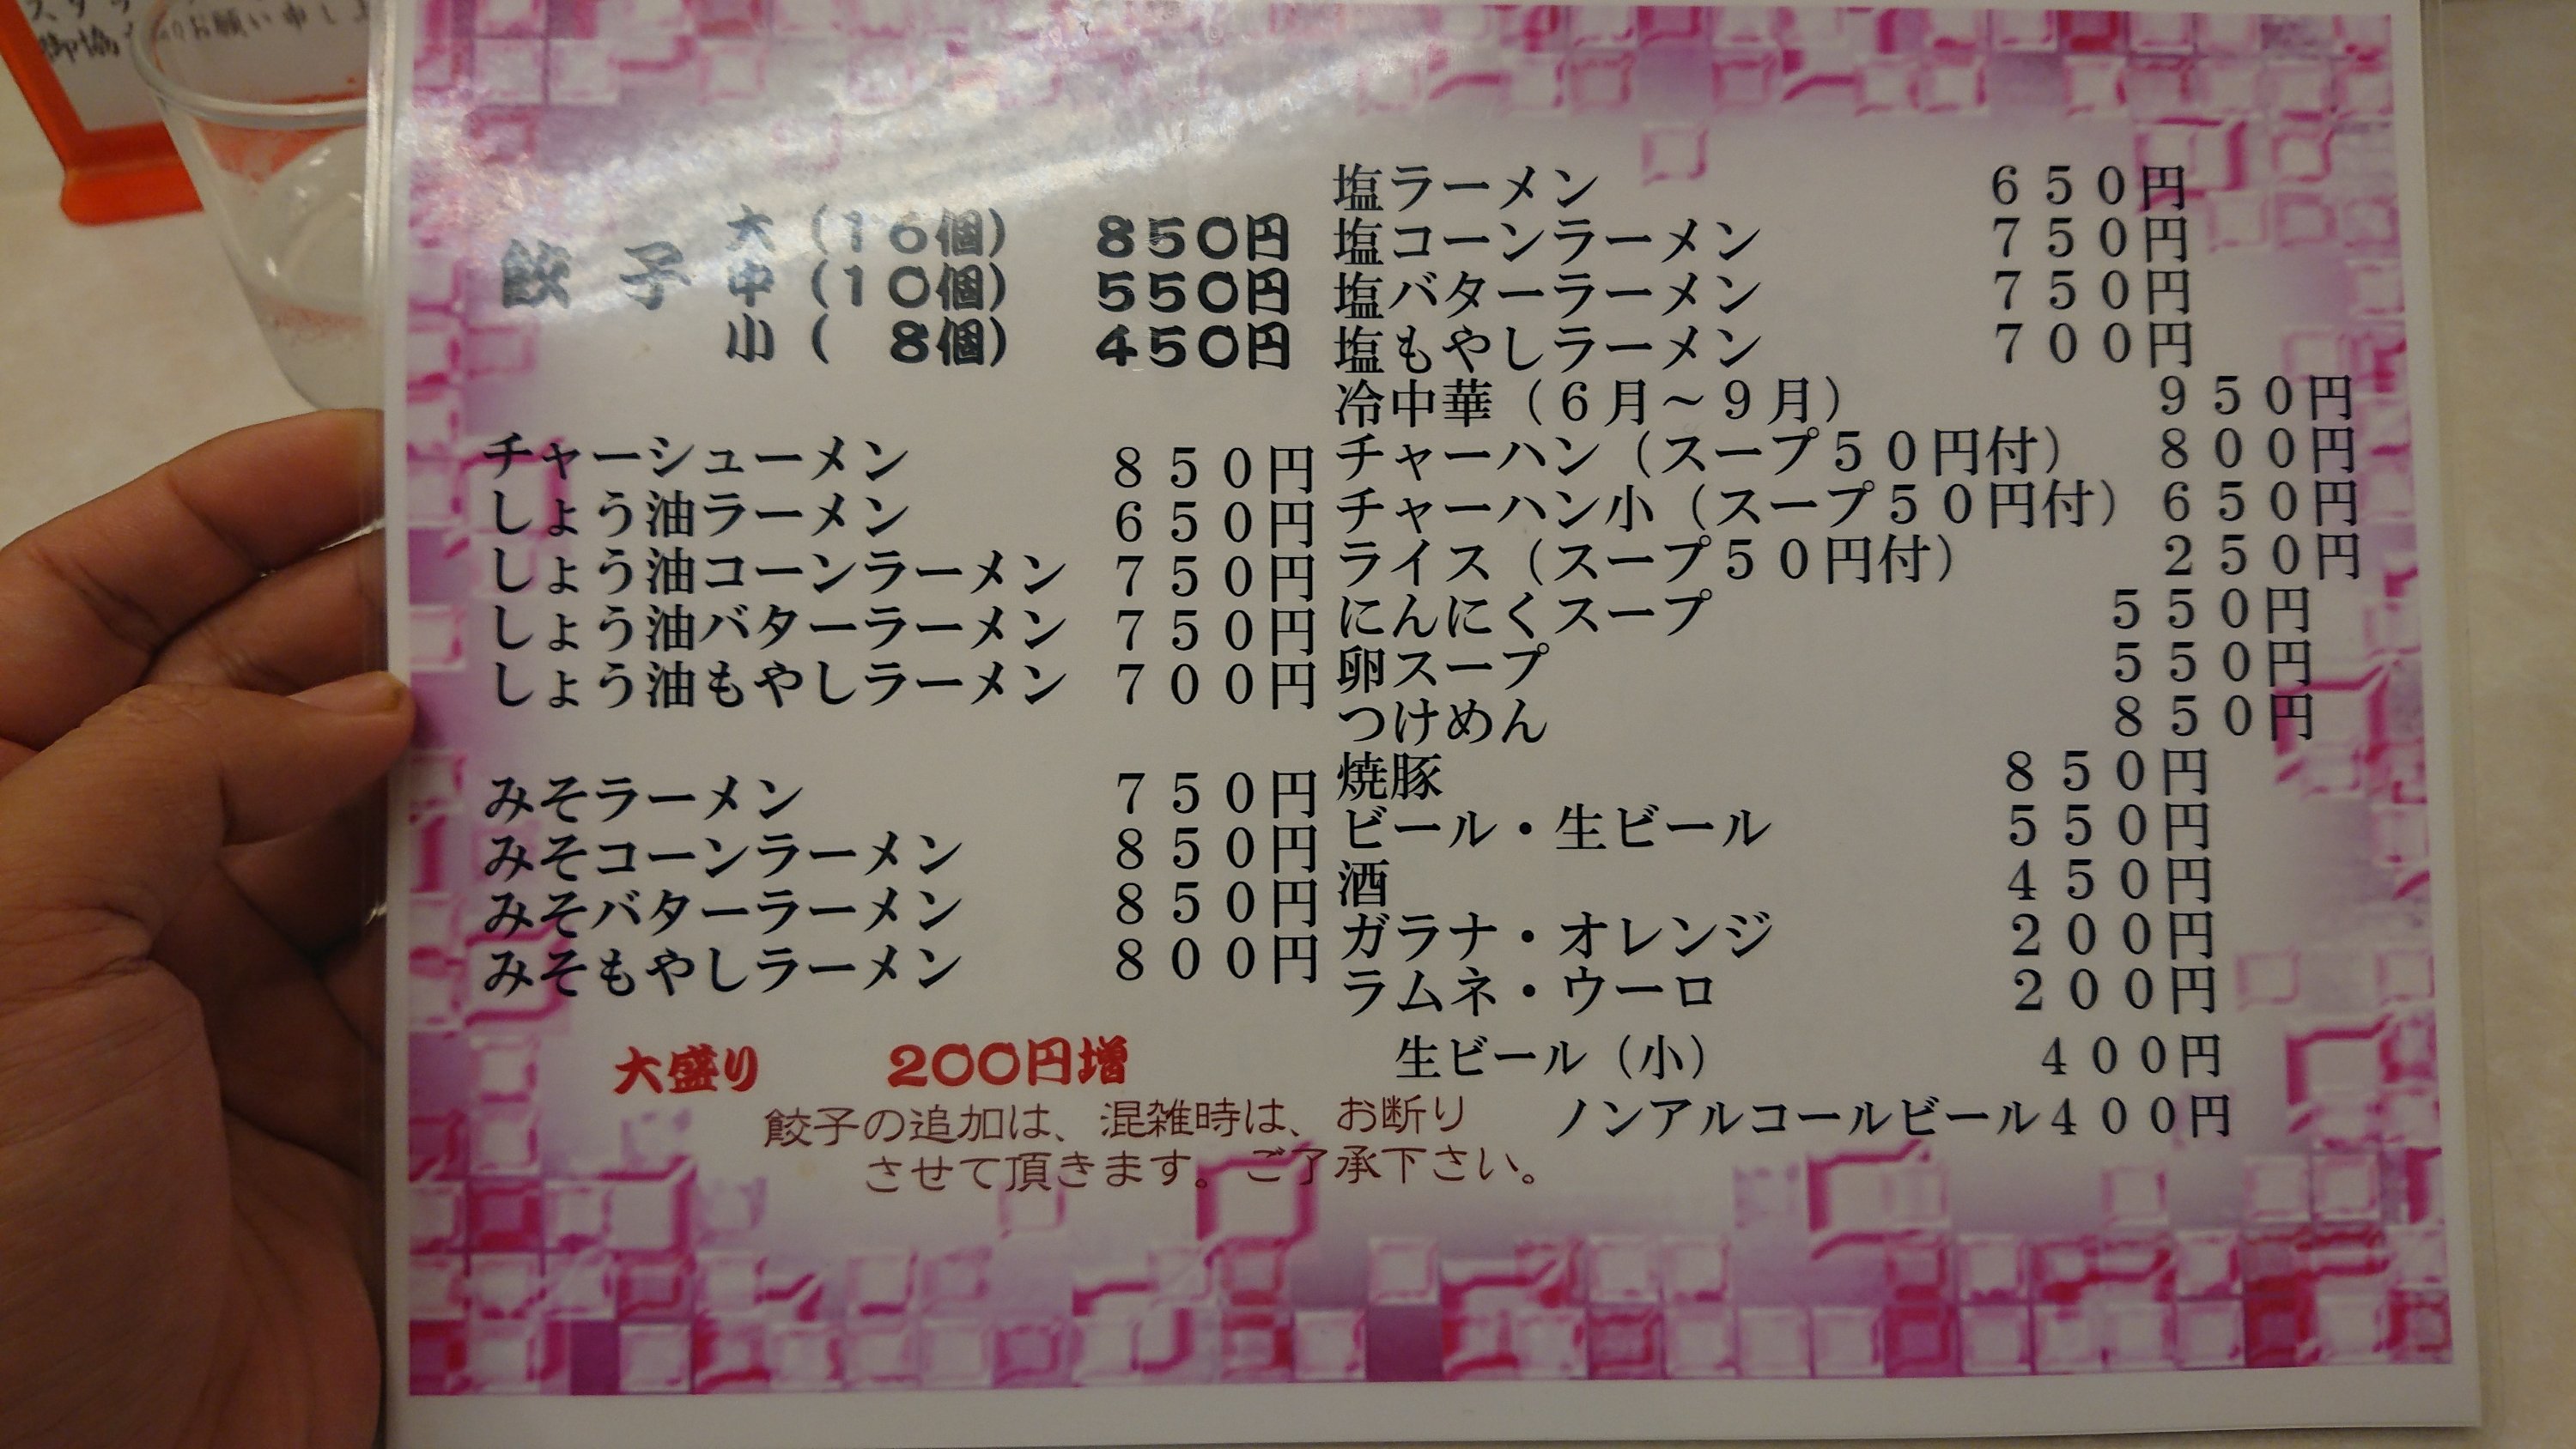 御協
お願い申し
餃子
大（１６個） ８５０円
中（１０個） ５５０円
小（　８個） ４５０円
チャーシューメン ８５０円
しょう油ラーメン ６５０円
しょう油コーンラーメン ７５０円
しょう油バターラーメン ７５０円
しょう油もやしラーメン ７００円
みそラーメン ７５０円
みそコーンラーメン ８５０円
みそバターラーメン ８５０円
みそもやしラーメン ８００円
大盛り ２００円増
塩ラーメン ６５０円
塩コーンラーメン ７５０円
塩バターラーメン ７５０円
塩もやしラーメン ７００円
冷中華（６月～９月） ９５０円
チャーハン（スープ５０円付） ８００円
チャーハン小（スープ５０円付） ６５０円
ライス（スープ５０円付） ２５０円
にんにくスープ ５５０円
卵スープ ５５０円
つけめん ８５０円
焼豚 ８５０円
ビール・生ビール ５５０円
酒 ４５０円
ガラナ・オレンジ ２００円
ラムネ・ウーロ ２００円
生ビール（小） ４００円
ノンアルコールビール４００円
餃子の追加は、混雑時は、お断り
させて頂きます。ご了承下さい。